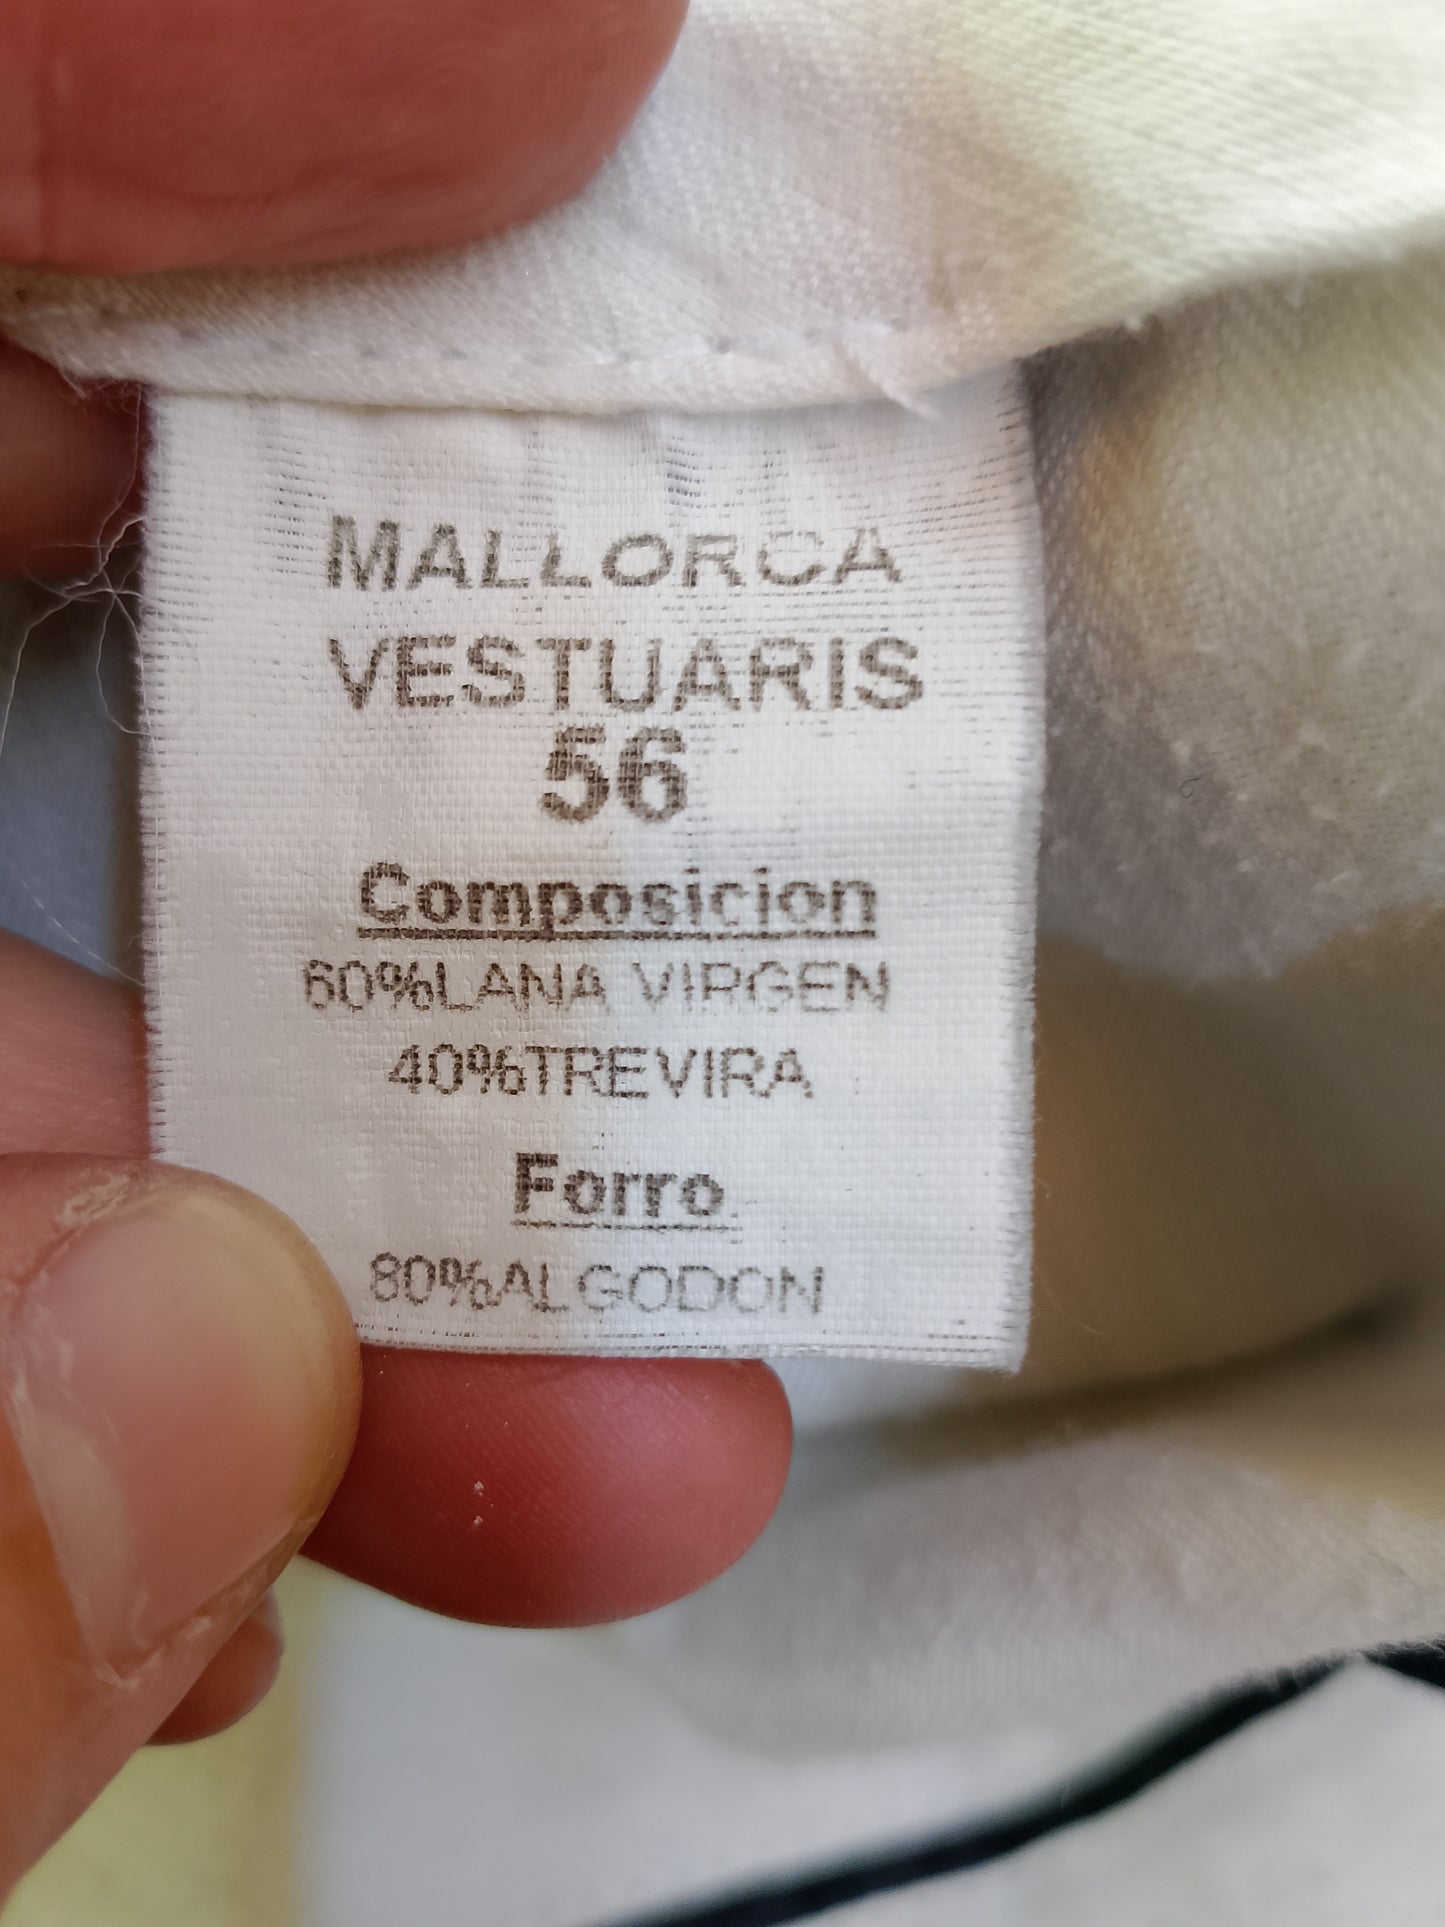 MALLORCA
VESTUARIS
56
Composicion
60%LANA VIRGEN
40%TREVIRA
Forro
80%ALGODON